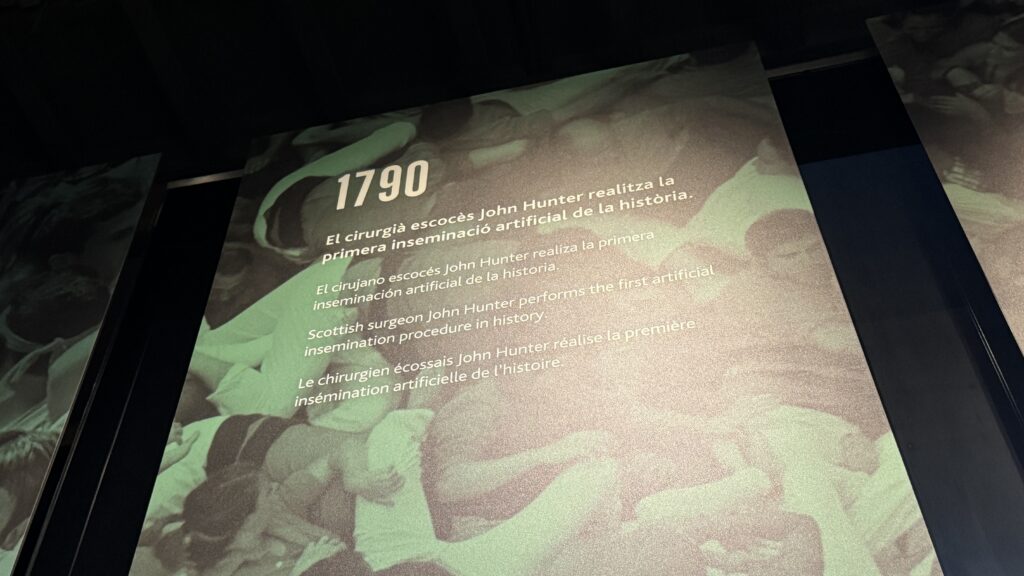 1790
El cirurgià escocès John Hunter realitza la
primera inseminació artificial de la història.
El cirujano escocés John Hunter realiza la primera
inseminación artificial de la historia.
Scottish surgeon John Hunter performs the first artificial
insemination procedure in history.
Le chirurgien écossais John Hunter réalise la première
insémination artificielle de l'histoire.